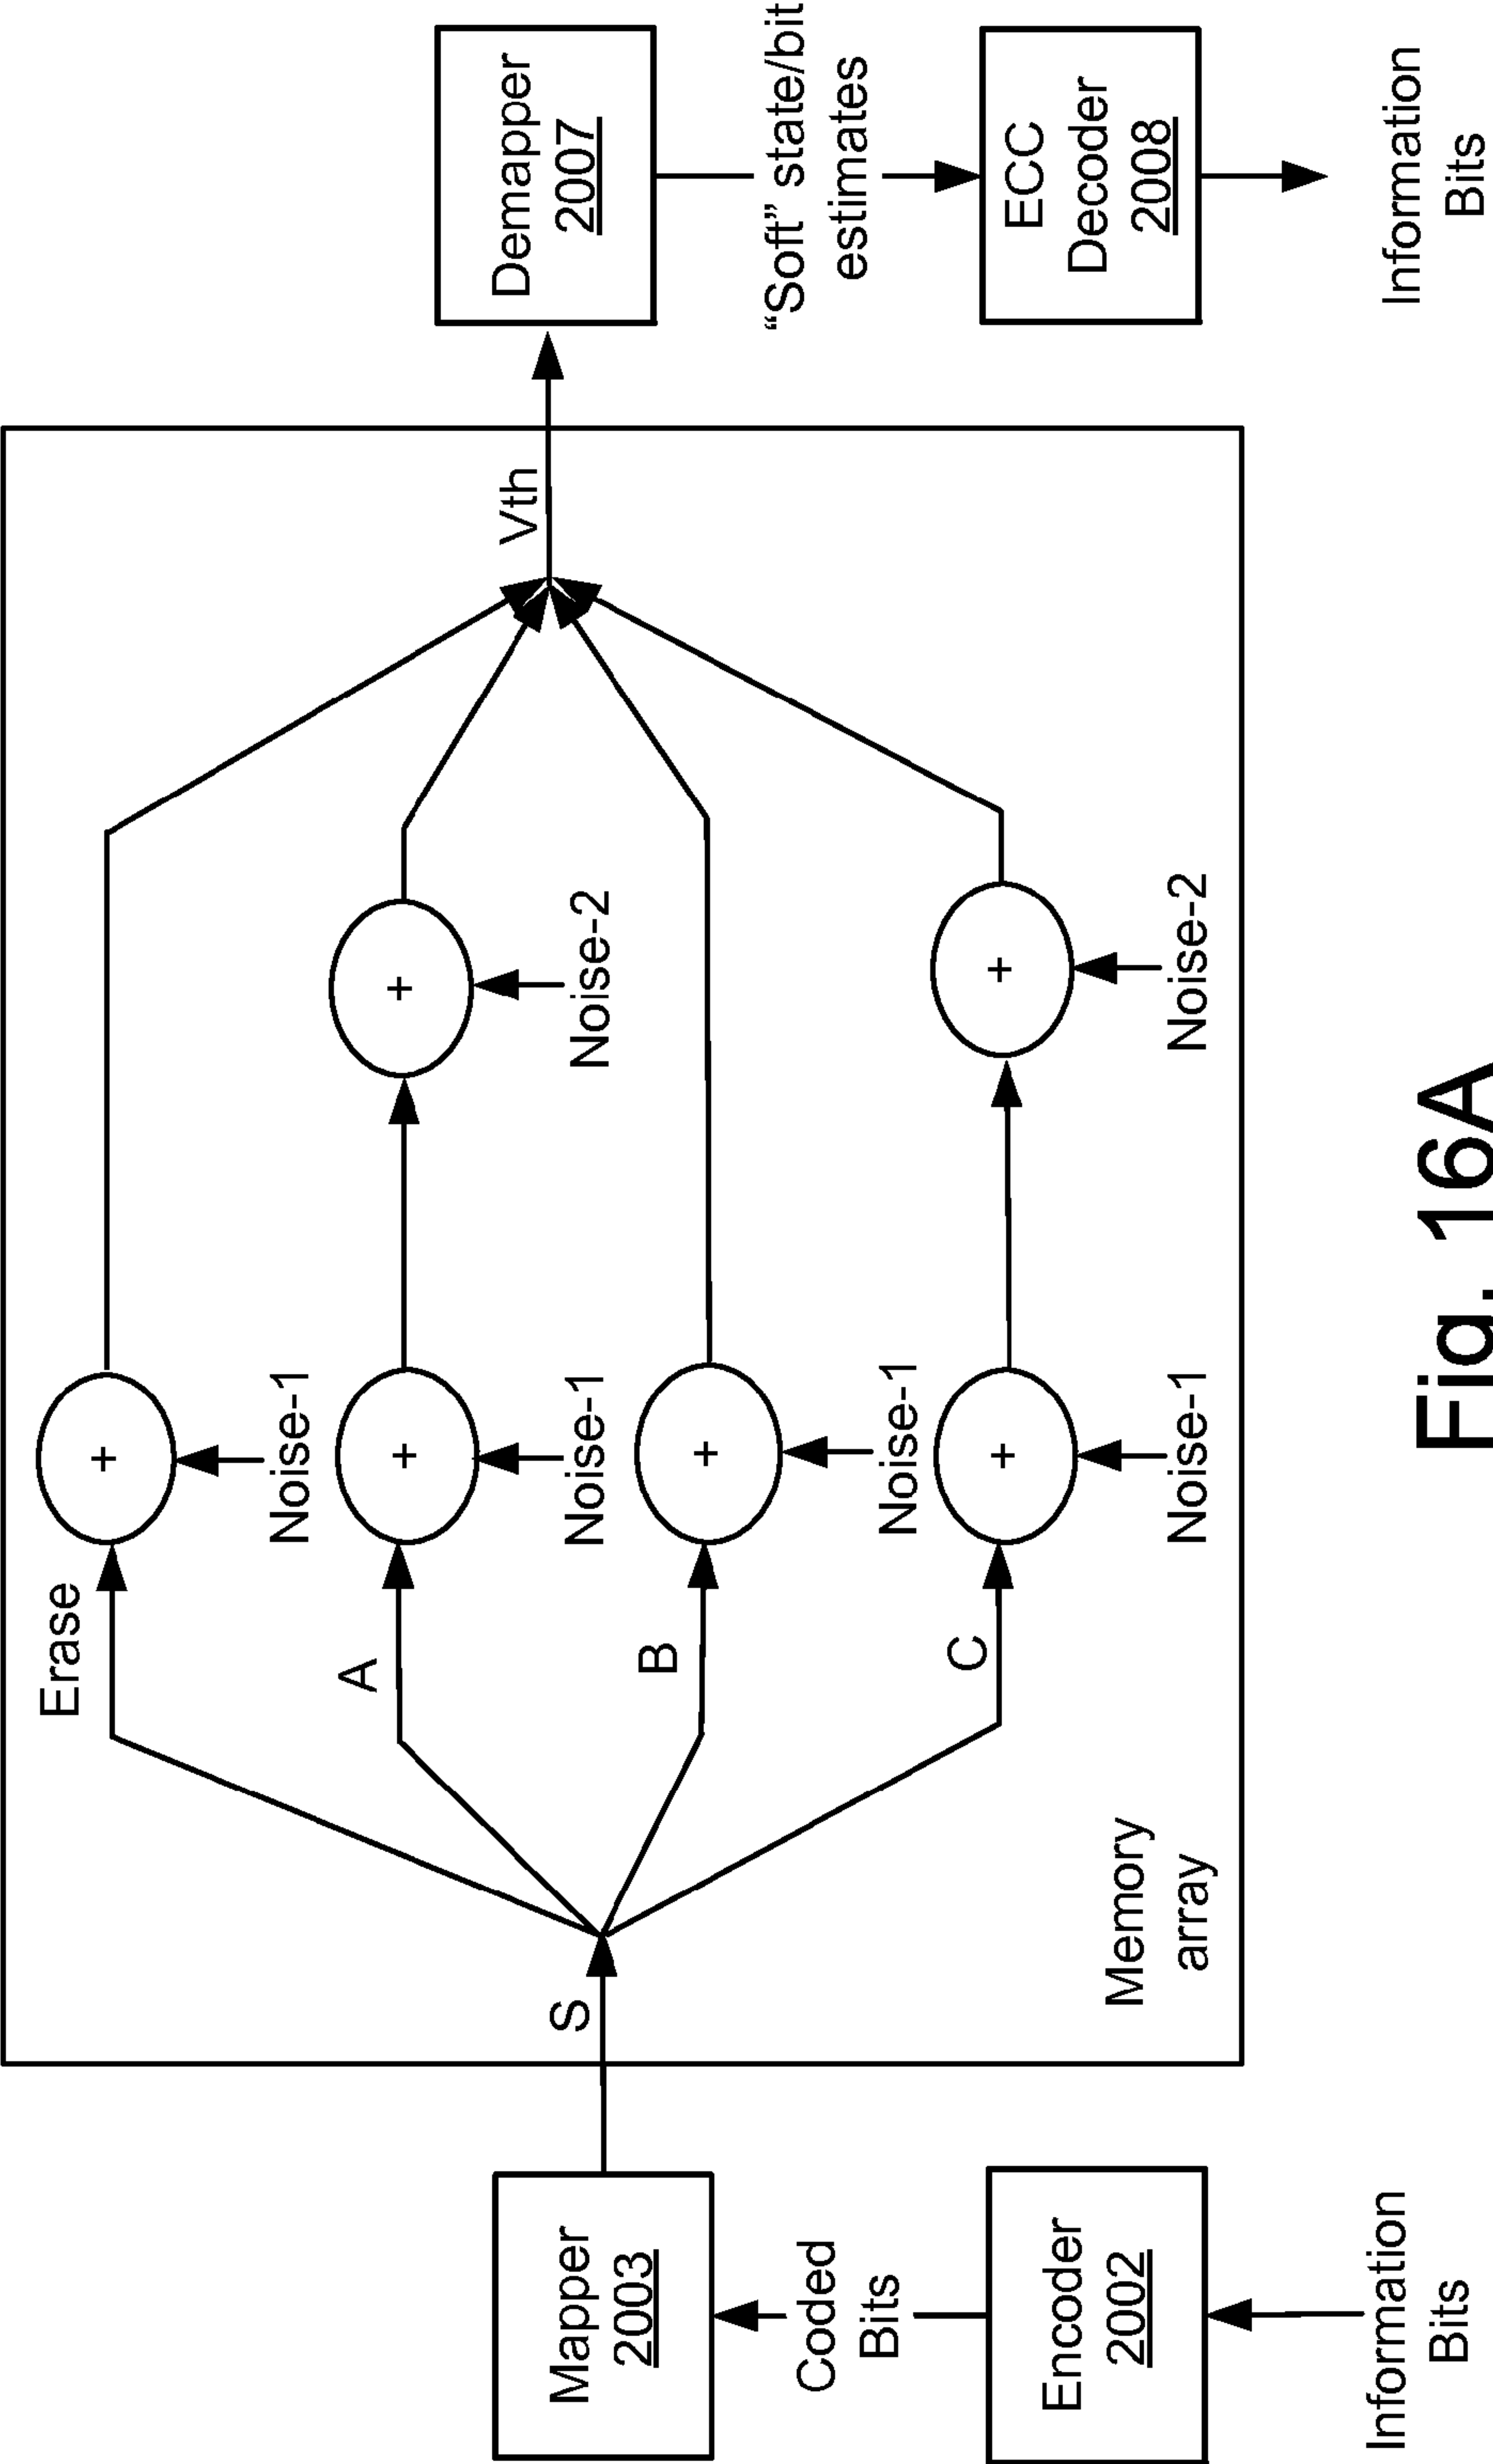 Information
Bits
Encoder
2002
Coded
Bits
Mapper
2003
S
Memory
array
Erase
A
B
C
+
Noise-1
+
Noise-1
+
Noise-1
+
Noise-1
+
Noise-2
+
Noise-2
Vth
Demapper
2007
“Soft” state/bit
estimates
ECC
Decoder
2008
Information
Bits
Fig. 16A